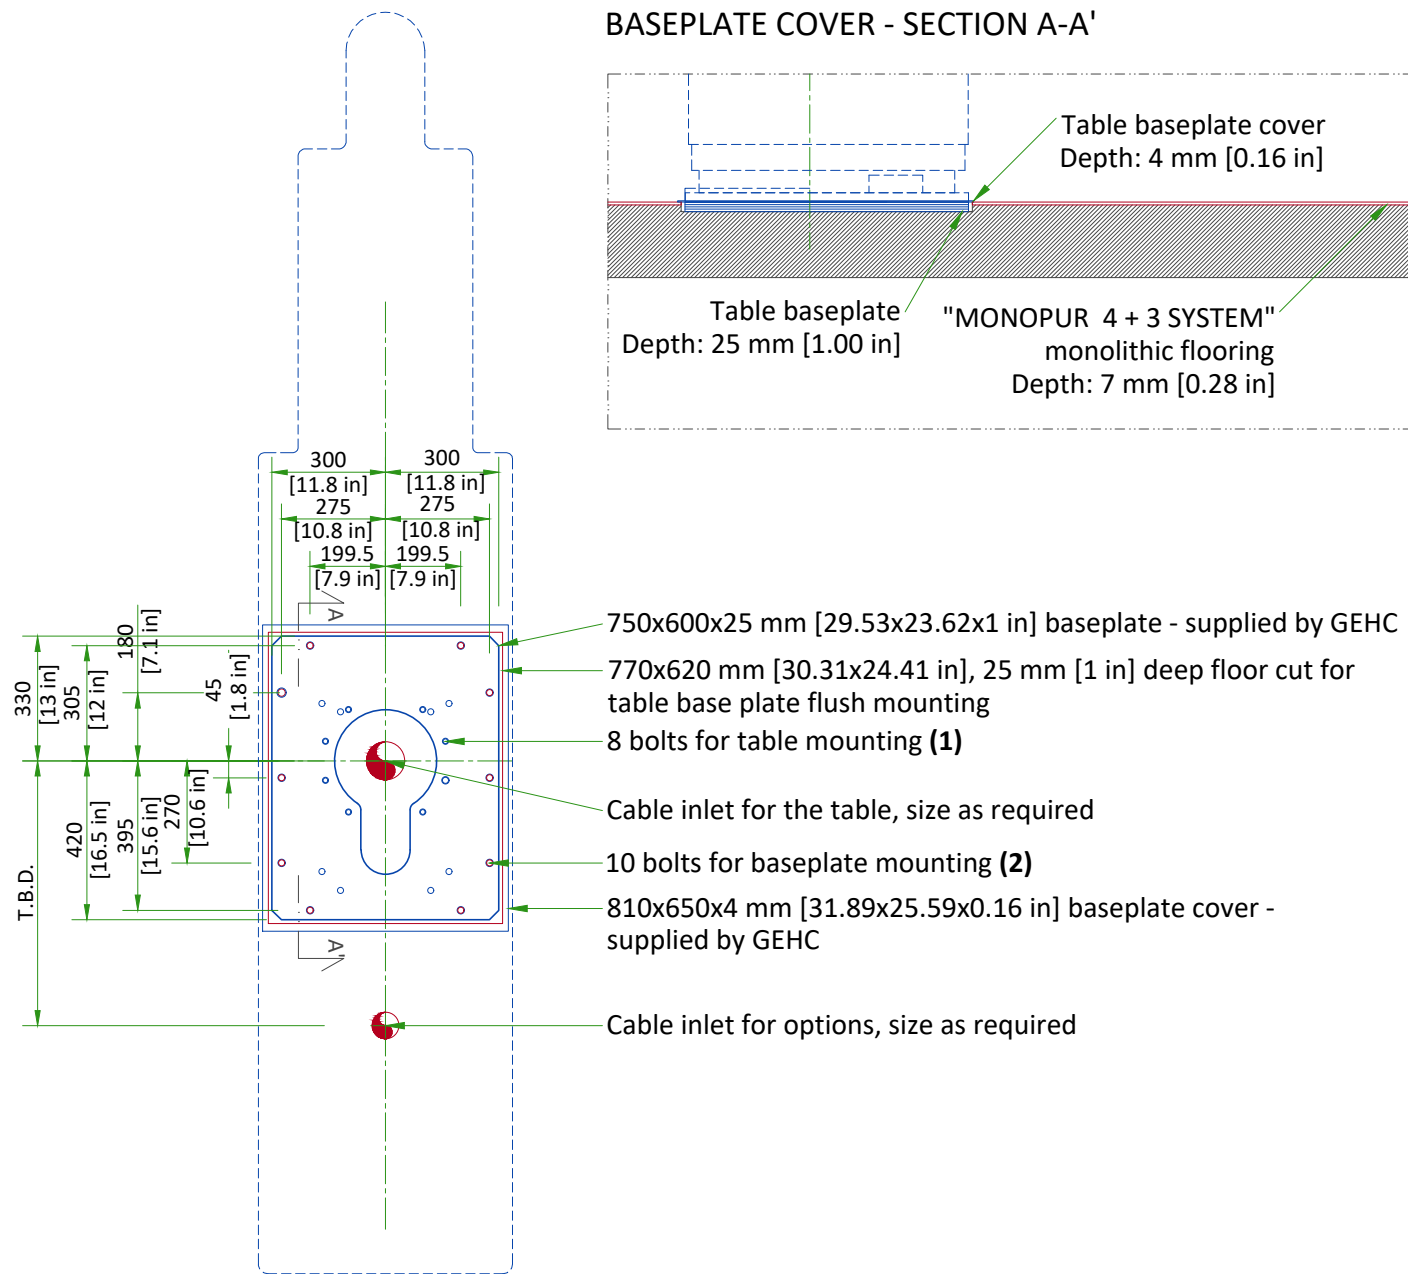 BASEPLATE COVER - SECTION A-A'
Table baseplate cover
Depth: 4 mm [0.16 in]
Table baseplate
Depth: 25 mm [1.00 in]
"MONOPUR 4 + 3 SYSTEM"
monolithic flooring
Depth: 7 mm [0.28 in]
300
[11.8 in]
300
[11.8 in]
275
[10.8 in]
275
[10.8 in]
199.5
[7.9 in]
199.5
[7.9 in]
A
180
[7.1 in]
330
[13 in]
305
[12 in]
45
[1.8 in]
420
[16.5 in]
395
[15.6 in]
270
[10.6 in]
T.B.D.
A'
750x600x25 mm [29.53x23.62x1 in] baseplate - supplied by GEHC
770x620 mm [30.31x24.41 in], 25 mm [1 in] deep floor cut for
table base plate flush mounting
8 bolts for table mounting (1)
Cable inlet for the table, size as required
10 bolts for baseplate mounting (2)
810x650x4 mm [31.89x25.59x0.16 in] baseplate cover -
supplied by GEHC
Cable inlet for options, size as required